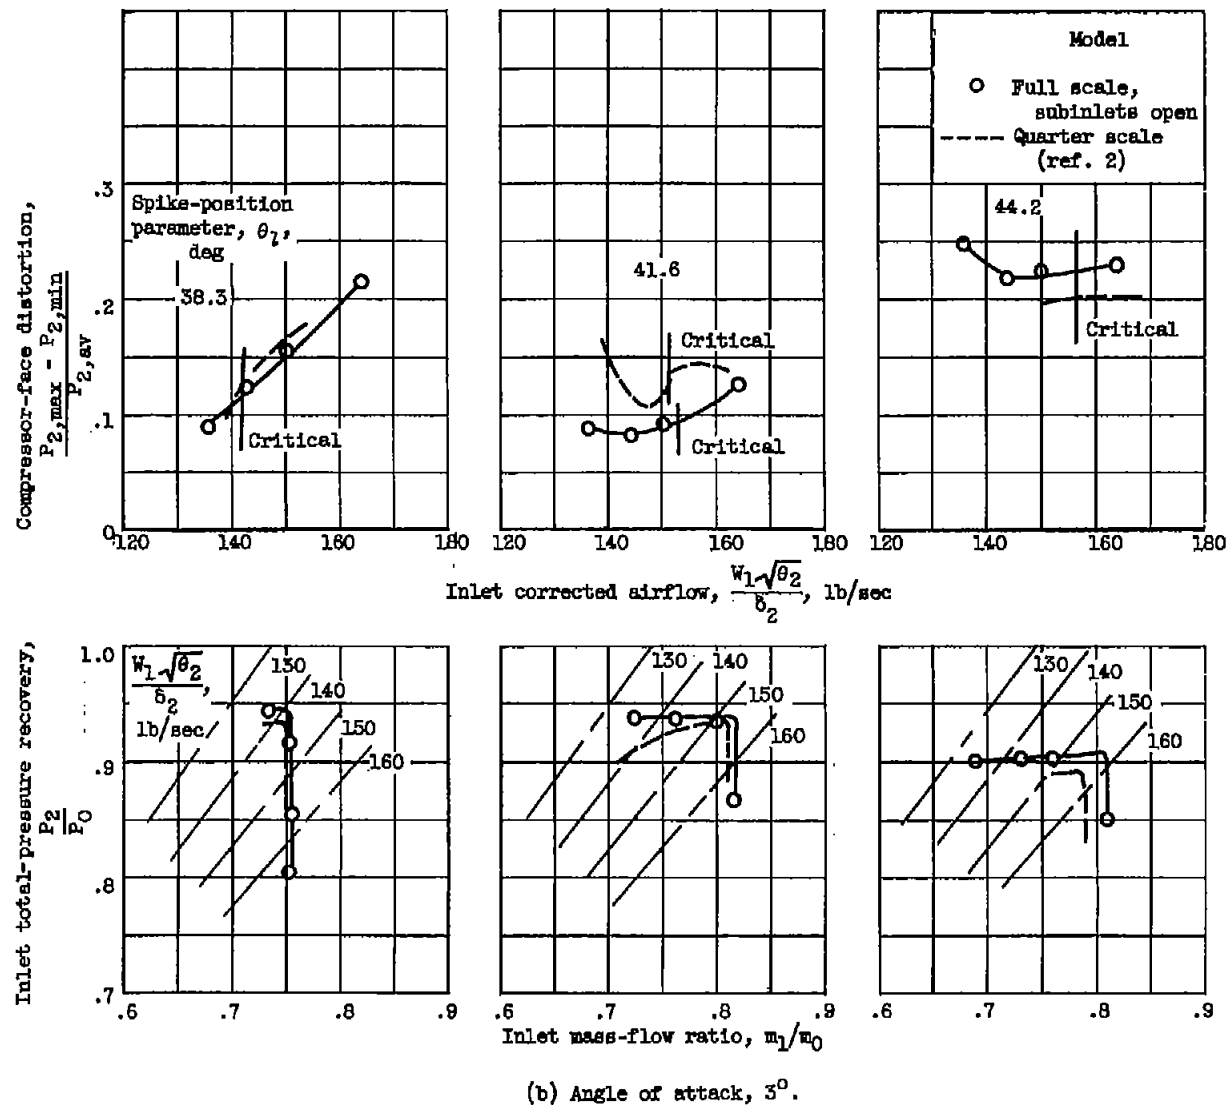 Compressor-face distortion,
P2,max - P2,min
P2,av
.3
.2
.1
0
Spike-position
parameter, θl,
deg
38.3
Critical
41.6
Critical
Critical
Model
Full scale,
subinlets open
Quarter scale
(ref. 2)
44.2
Critical
120 140 160 180
120 140 160 180
120 140 160 180
Inlet corrected airflow, W1√θ2/δ2, lb/sec
Inlet total-pressure recovery,
P2/P0
1.0
.9
.8
.7
W1√θ2
δ2,
lb/sec
130
140
150
160
130
140
150
160
130
140
150
160
.6 .7 .8 .9
.6 .7 .8 .9
.6 .7 .8 .9
Inlet mass-flow ratio, m1/m0
(b) Angle of attack, 3°.